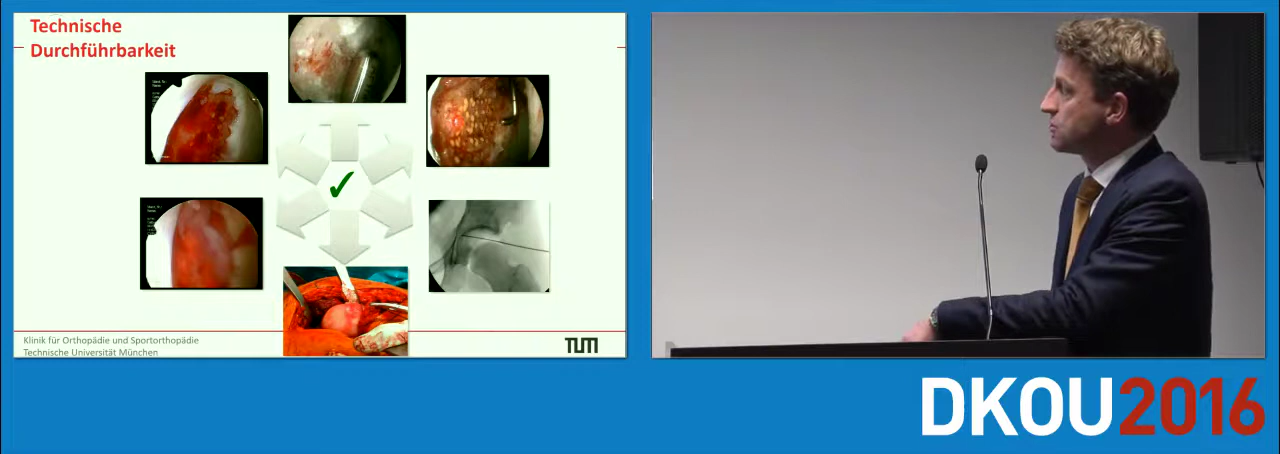 Technische
Durchführbarkeit
✓
Klinik für Orthopädie und Sportorthopädie
Technische Universität München
TUM
DKOU2016